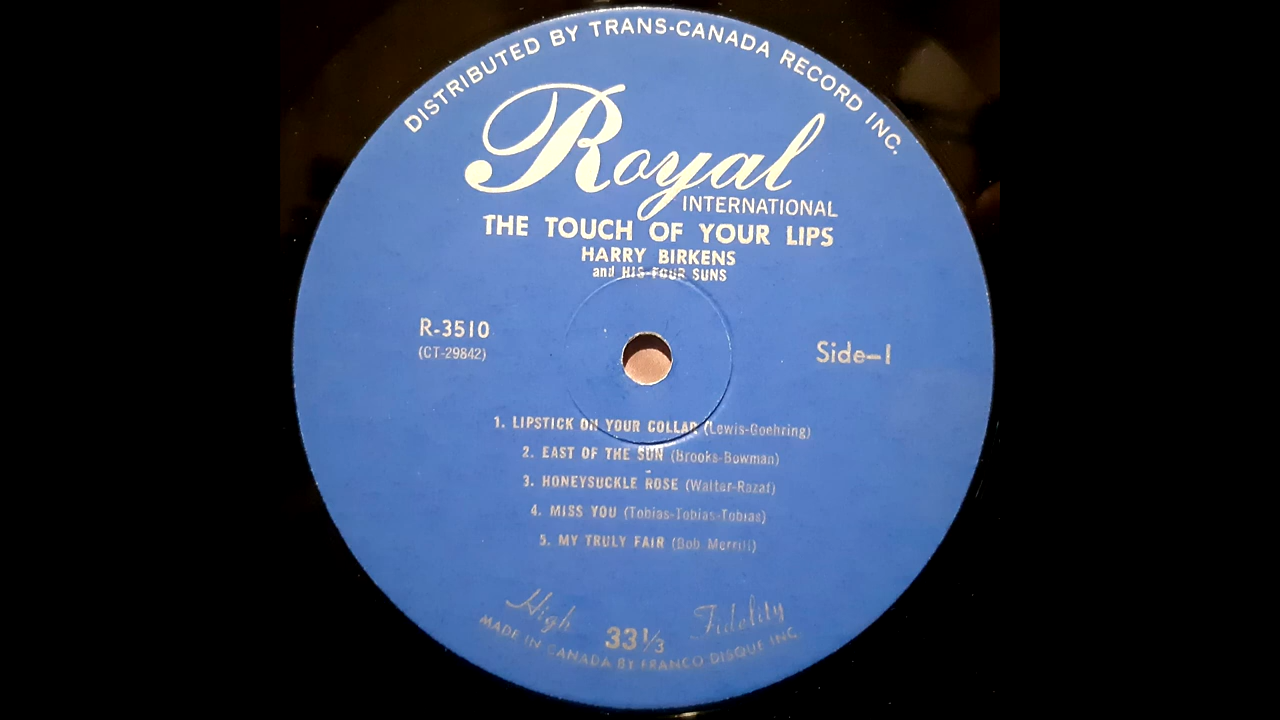 DISTRIBUTED BY TRANS-CANADA RECORD INC.
Royal
INTERNATIONAL
THE TOUCH OF YOUR LIPS
HARRY BIRKENS
and HIS FOUR SUNS
R-3510
(CT-29842)
Side-1
1. LIPSTICK ON YOUR COLLAR (Lewis-Goehring)
2. EAST OF THE SUN (Brooks-Bowman)
3. HONEYSUCKLE ROSE (Walter-Razaf)
4. MISS YOU (Tobias-Tobias-Tobias)
5. MY TRULY FAIR (Bob Merrill)
High Fidelity
33 1/3
MADE IN CANADA BY FRANCO DISQUE INC.